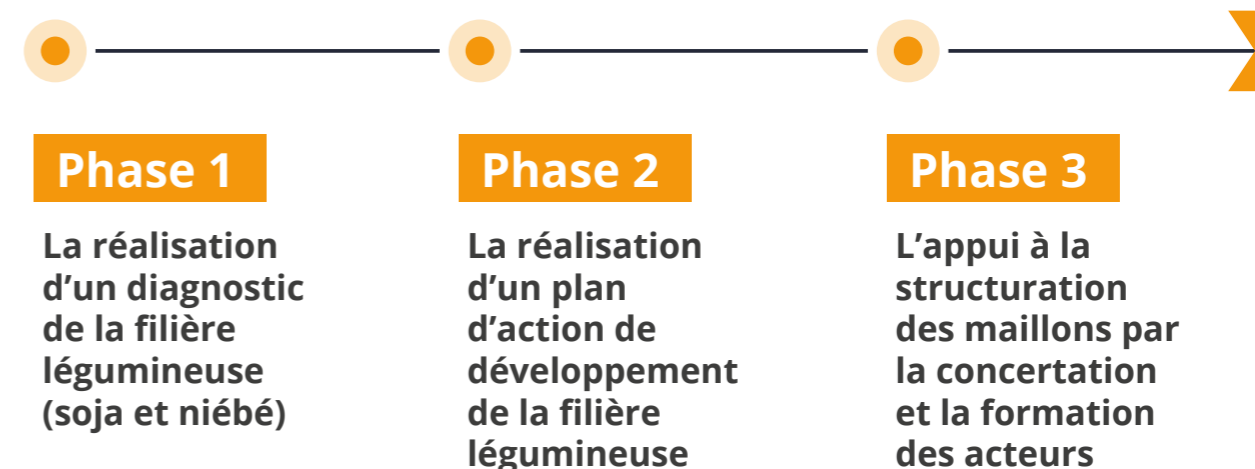 Phase 1
La réalisation
d’un diagnostic
de la filière
légumineuse
(soja et niébé)
Phase 2
La réalisation
d’un plan
d’action de
développement
de la filière
légumineuse
Phase 3
L’appui à la
structuration
des maillons par
la concertation
et la formation
des acteurs